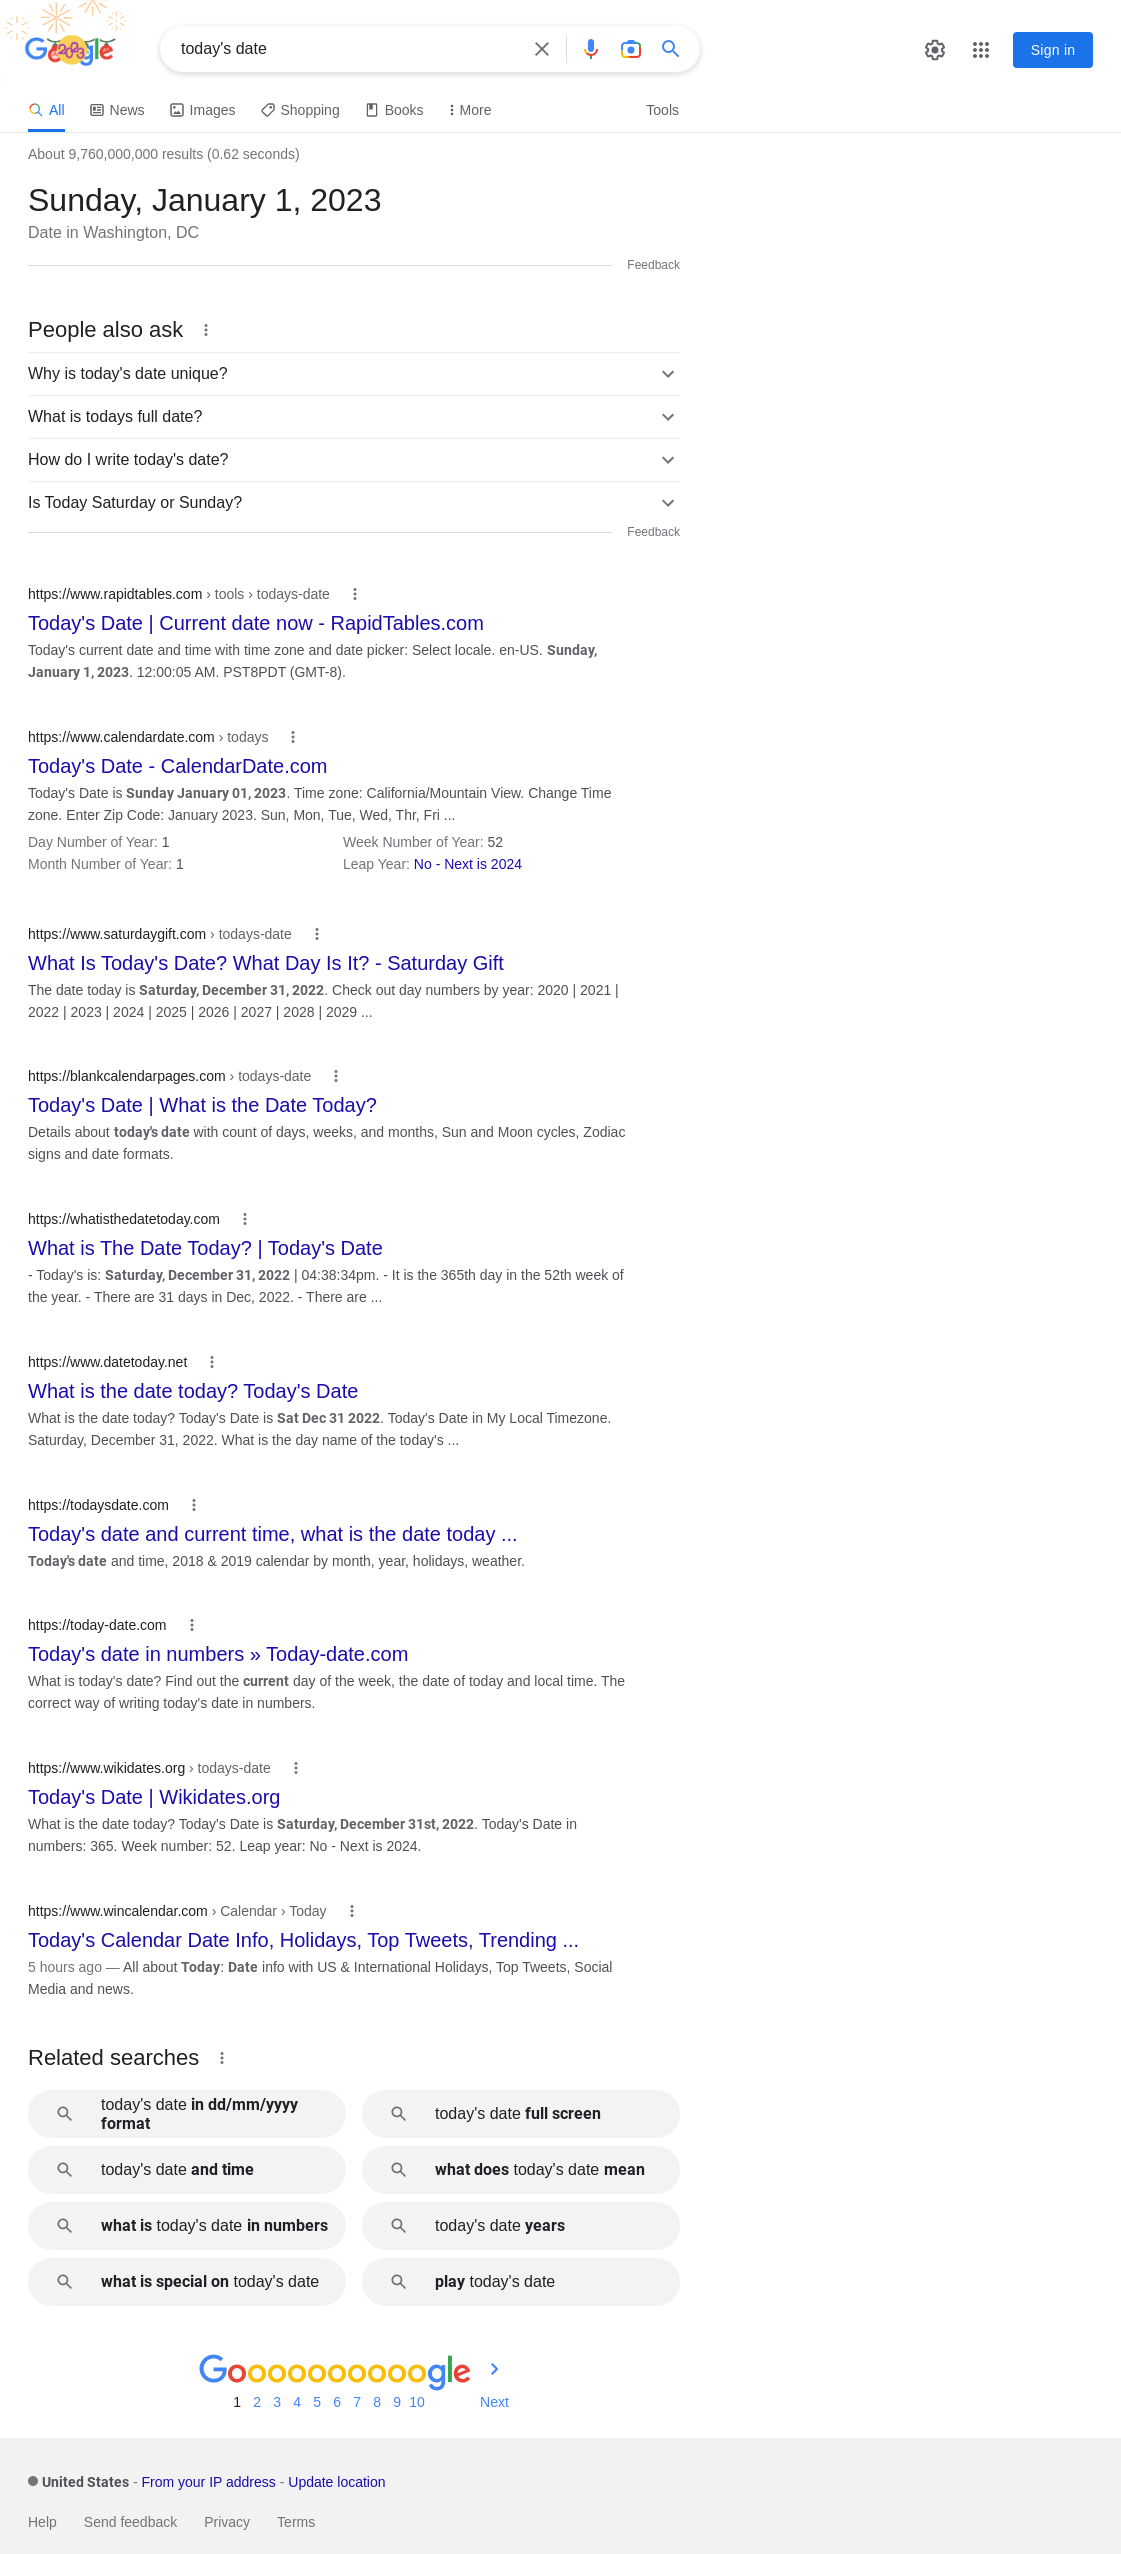 Google
2023
today's date
Sign in
All
News
Images
Shopping
Books
More
Tools
About 9,760,000,000 results (0.62 seconds)
Sunday, January 1, 2023
Date in Washington, DC
Feedback
People also ask
Why is today's date unique?
What is todays full date?
How do I write today's date?
Is Today Saturday or Sunday?
Feedback
https://www.rapidtables.com › tools › todays-date
Today's Date | Current date now - RapidTables.com
Today's current date and time with time zone and date picker: Select locale. en-US. Sunday,
January 1, 2023. 12:00:05 AM. PST8PDT (GMT-8).
https://www.calendardate.com › todays
Today's Date - CalendarDate.com
Today's Date is Sunday January 01, 2023. Time zone: California/Mountain View. Change Time
zone. Enter Zip Code: January 2023. Sun, Mon, Tue, Wed, Thr, Fri ...
Day Number of Year: 1
Week Number of Year: 52
Month Number of Year: 1
Leap Year: No - Next is 2024
https://www.saturdaygift.com › todays-date
What Is Today's Date? What Day Is It? - Saturday Gift
The date today is Saturday, December 31, 2022. Check out day numbers by year: 2020 | 2021 |
2022 | 2023 | 2024 | 2025 | 2026 | 2027 | 2028 | 2029 ...
https://blankcalendarpages.com › todays-date
Today's Date | What is the Date Today?
Details about today's date with count of days, weeks, and months, Sun and Moon cycles, Zodiac
signs and date formats.
https://whatisthedatetoday.com
What is The Date Today? | Today's Date
- Today's is: Saturday, December 31, 2022 | 04:38:34pm. - It is the 365th day in the 52th week of
the year. - There are 31 days in Dec, 2022. - There are ...
https://www.datetoday.net
What is the date today? Today's Date
What is the date today? Today's Date is Sat Dec 31 2022. Today's Date in My Local Timezone.
Saturday, December 31, 2022. What is the day name of the today's ...
https://todaysdate.com
Today's date and current time, what is the date today ...
Today's date and time, 2018 & 2019 calendar by month, year, holidays, weather.
https://today-date.com
Today's date in numbers » Today-date.com
What is today's date? Find out the current day of the week, the date of today and local time. The
correct way of writing today's date in numbers.
https://www.wikidates.org › todays-date
Today's Date | Wikidates.org
What is the date today? Today's Date is Saturday, December 31st, 2022. Today's Date in
numbers: 365. Week number: 52. Leap year: No - Next is 2024.
https://www.wincalendar.com › Calendar › Today
Today's Calendar Date Info, Holidays, Top Tweets, Trending ...
5 hours ago — All about Today: Date info with US & International Holidays, Top Tweets, Social
Media and news.
Related searches
today's date in dd/mm/yyyy
format
today's date full screen
today's date and time
what does today's date mean
what is today's date in numbers
today's date years
what is special on today's date
play today's date
Goooooooooogle
1 2 3 4 5 6 7 8 9 10 Next
United States - From your IP address - Update location
Help Send feedback Privacy Terms